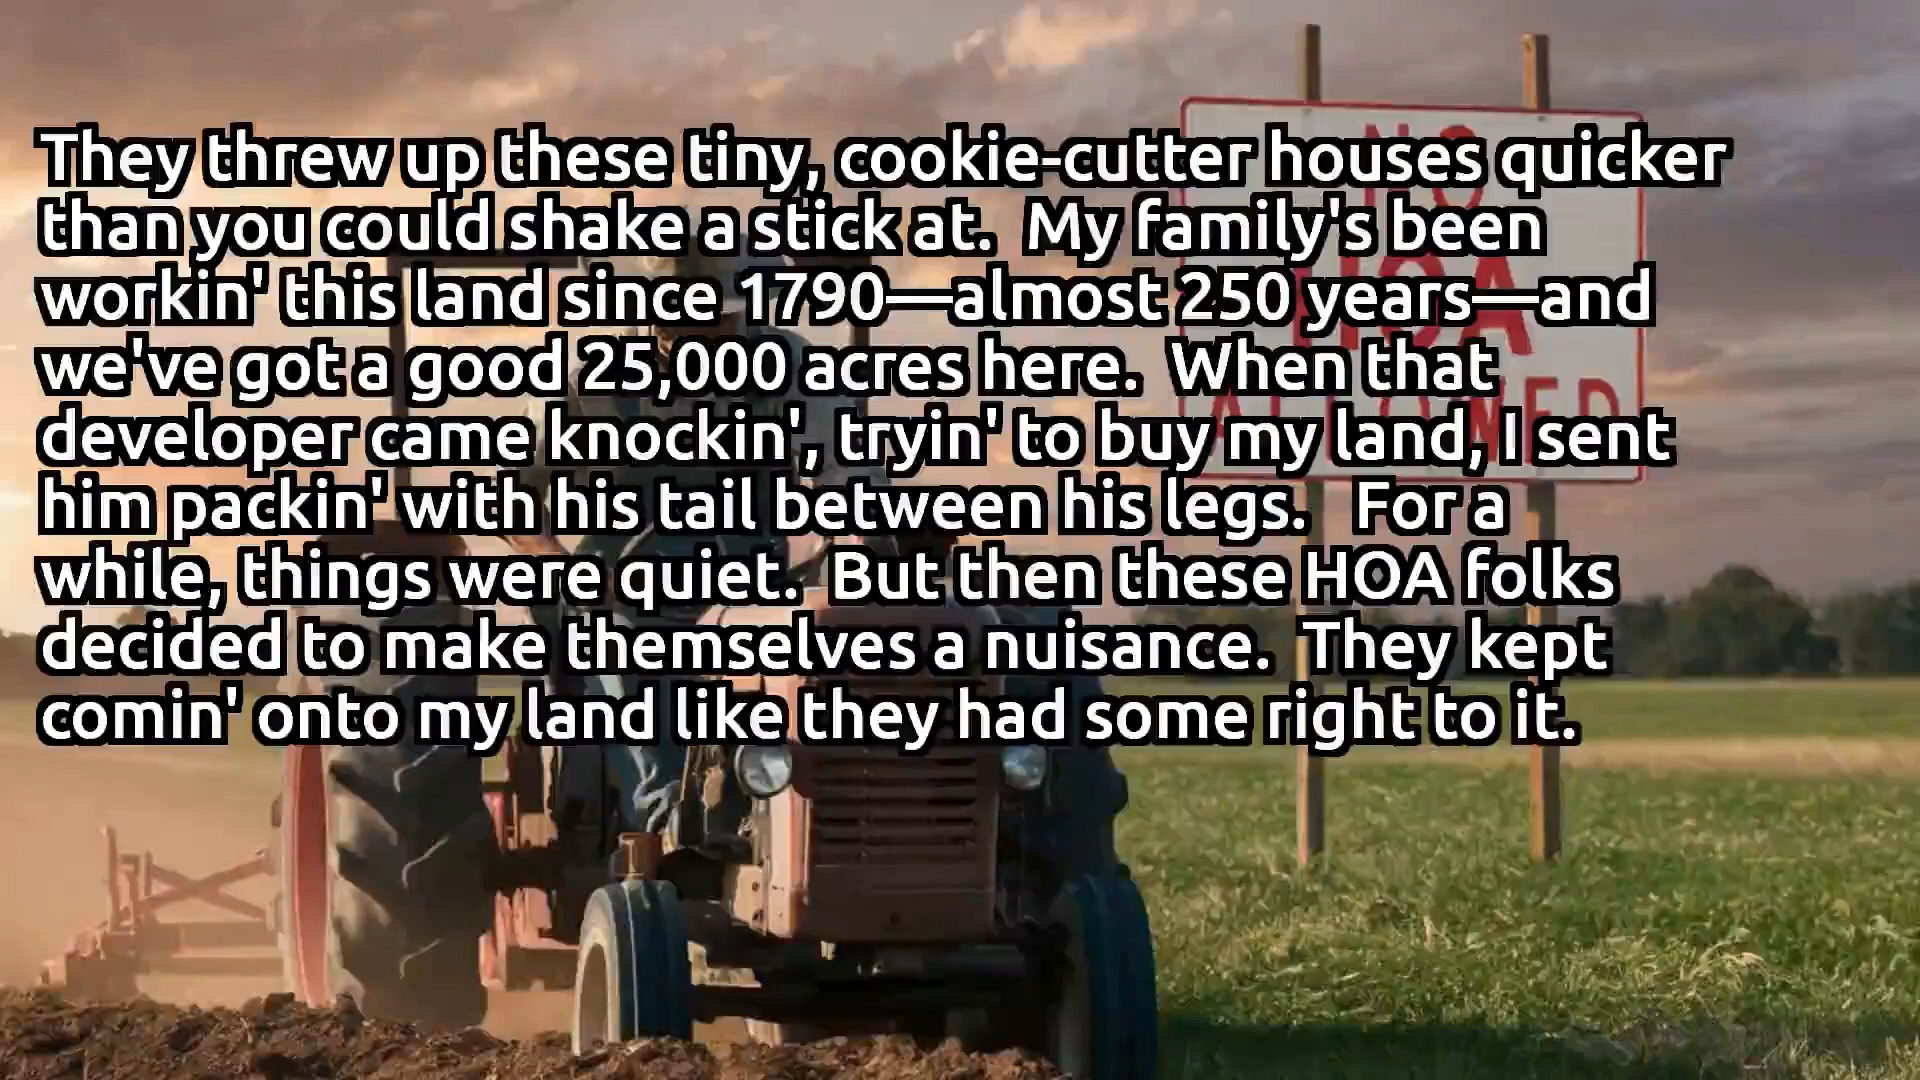 They threw up these tiny, cookie-cutter houses quicker
than you could shake a stick at.  My family's been
workin' this land since 1790—almost 250 years—and
we've got a good 25,000 acres here.  When that
developer came knockin', tryin' to buy my land, I sent
him packin' with his tail between his legs.   For a
while, things were quiet.  But then these HOA folks
decided to make themselves a nuisance.  They kept
comin' onto my land like they had some right to it.
NO
HOA
ALLOWED